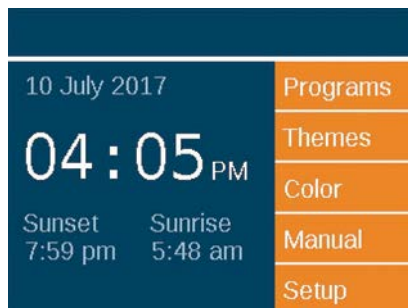 10 July 2017
04:05 PM
Sunset Sunrise
7:59 pm 5:48 am
Programs
Themes
Color
Manual
Setup